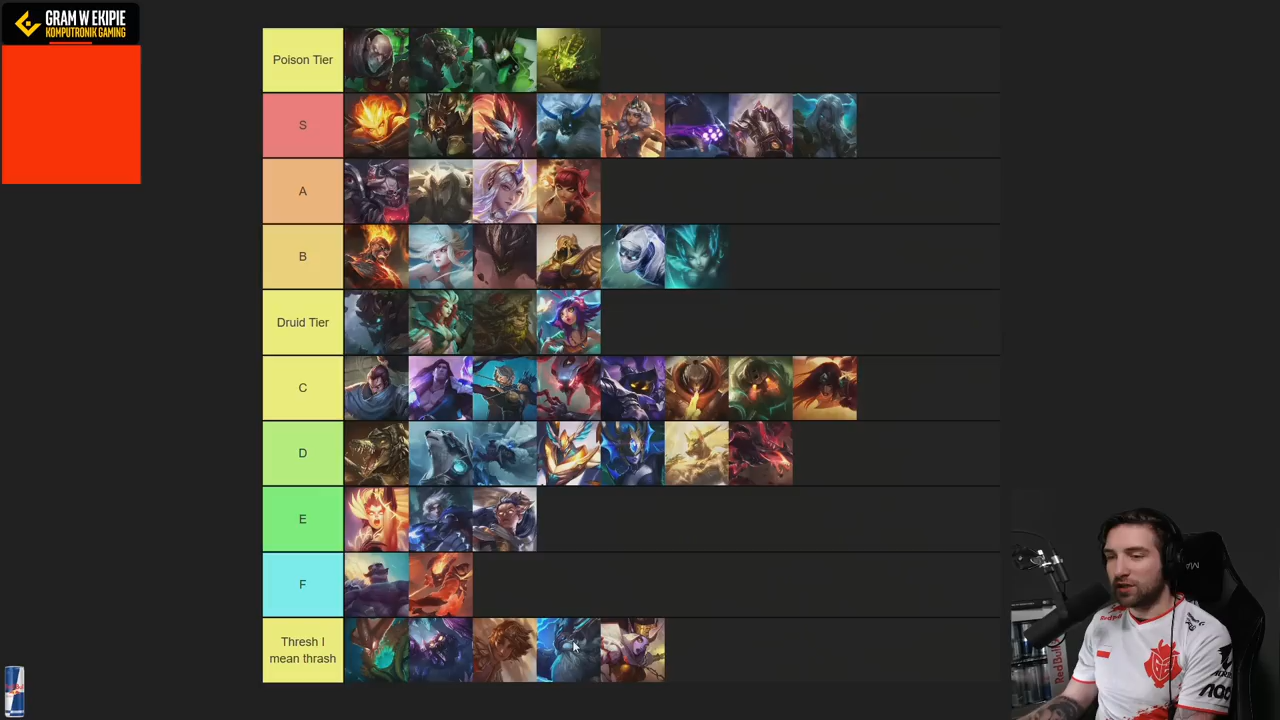 GRAM W EKIPIE
KOMPUTRONIK GAMING
Poison Tier
S
A
B
Druid Tier
C
D
E
F
Thresh I
mean thrash